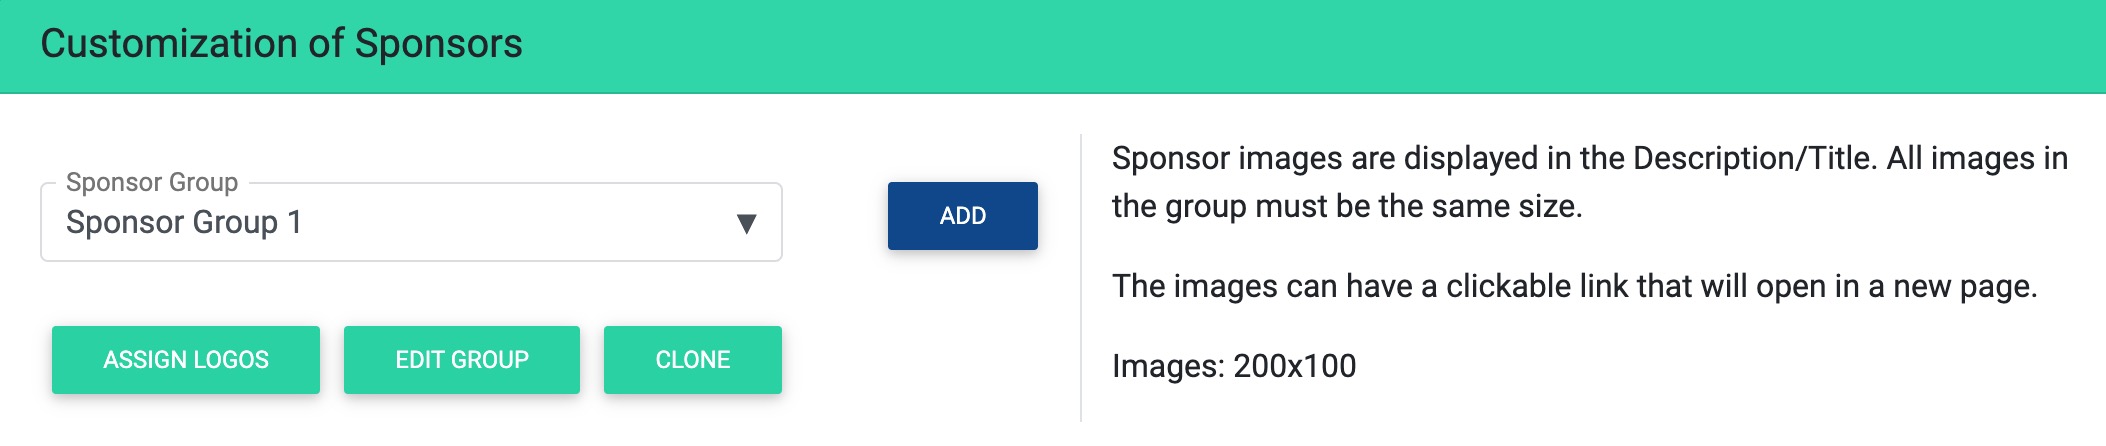 Customization of Sponsors
Sponsor Group
Sponsor Group 1
ADD
ASSIGN LOGOS
EDIT GROUP
CLONE
Sponsor images are displayed in the Description/Title. All images in
the group must be the same size.
The images can have a clickable link that will open in a new page.
Images: 200x100